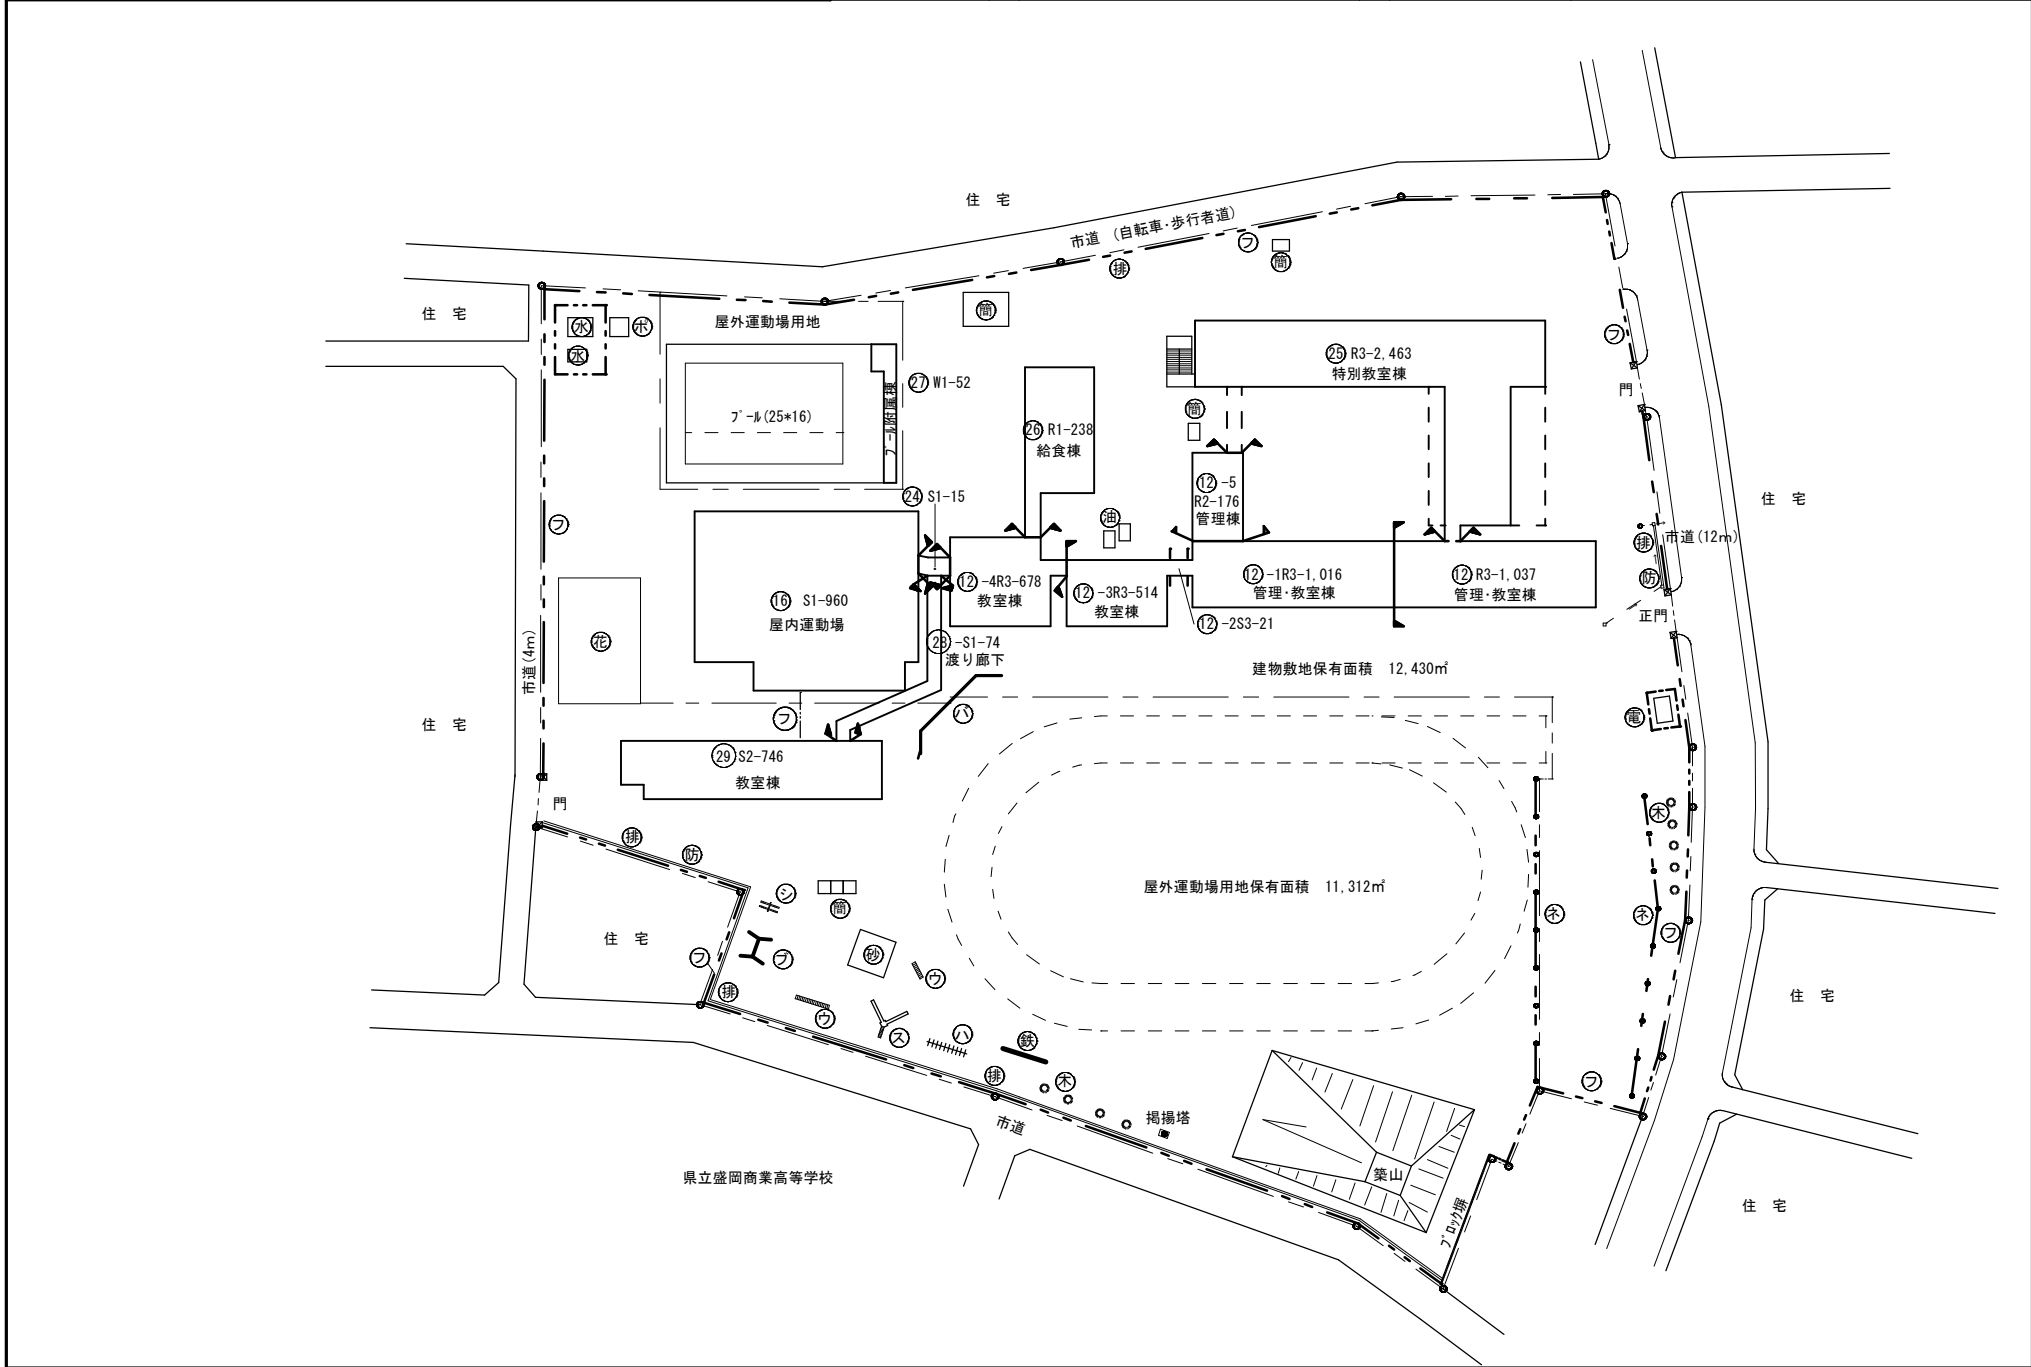 住 宅
市道 (自転車・歩行者道)
フ
簡
排
住 宅
水
ポ
水
屋外運動場用地
簡
㉗ W1-52
プール(25*16)
プール附属棟
㉕ R3-2,463
特別教室棟
フ
門
簡
㉖ R1-238
給食棟
⑫ -5
R2-176
管理棟
住 宅
㉔ S1-15
油
フ
排
市道(12m)
防
正門
⑯ S1-960
屋内運動場
⑫ -4R3-678
教室棟
⑫ -3R3-514
教室棟
⑫ -1R3-1,016
管理・教室棟
⑫ R3-1,037
管理・教室棟
⑫ -2S3-21
花
市道(4m)
㉘ -S1-74
渡り廊下
建物敷地保有面積 12,430㎡
住 宅
フ
バ
電
㉙ S2-746
教室棟
門
木
排
防
シ
簡
屋外運動場用地保有面積 11,312㎡
ネ
ネ
フ
住 宅
フ
ブ
砂
ウ
排
ウ
ス
ハ
鉄
住 宅
排
木
フ
市道
掲揚塔
県立盛岡商業高等学校
築山
ブロック塀
住 宅